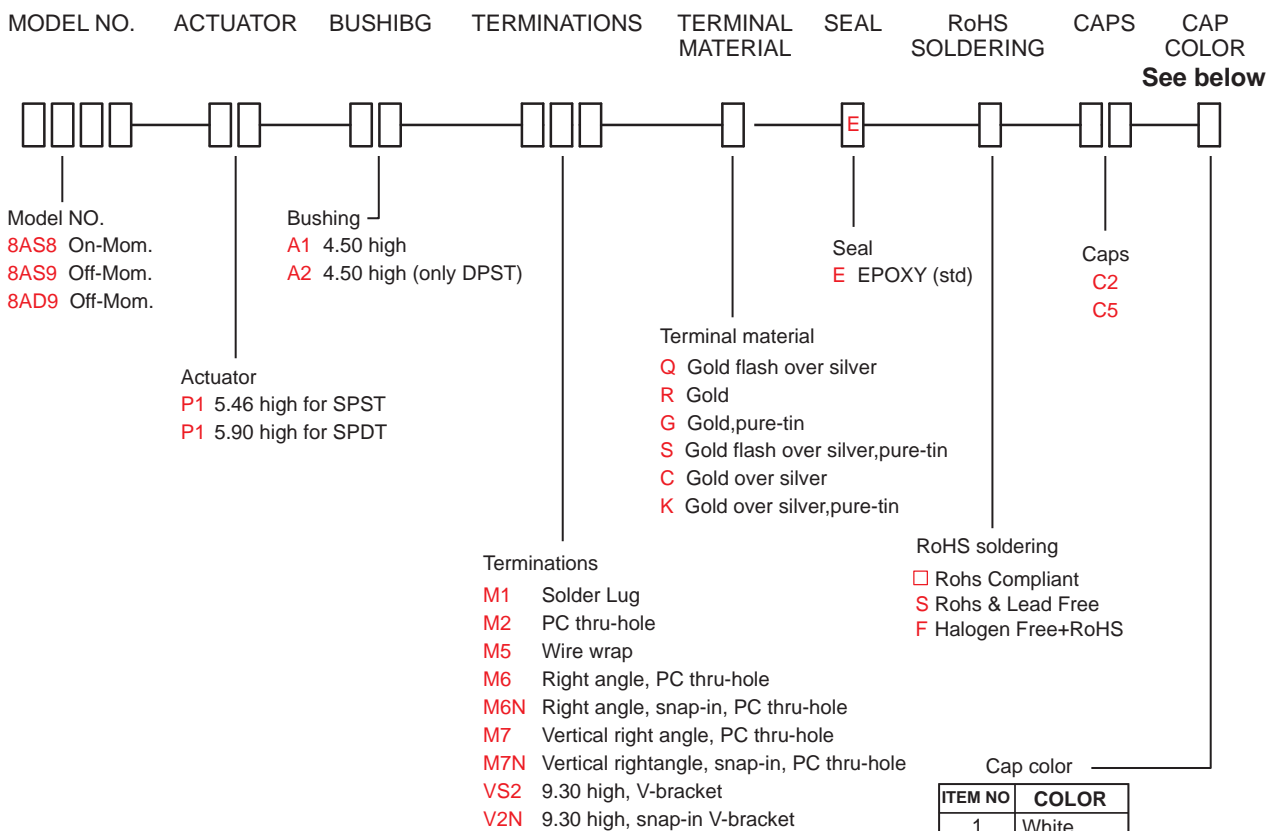 MODEL NO. ACTUATOR BUSHIBG TERMINATIONS TERMINAL MATERIAL SEAL RoHS SOLDERING CAPS CAP COLOR
See below
E
Model NO.
8AS8 On-Mom.
8AS9 Off-Mom.
8AD9 Off-Mom.
Actuator
P1 5.46 high for SPST
P1 5.90 high for SPDT
Bushing
A1 4.50 high
A2 4.50 high (only DPST)
Terminations
M1 Solder Lug
M2 PC thru-hole
M5 Wire wrap
M6 Right angle, PC thru-hole
M6N Right angle, snap-in, PC thru-hole
M7 Vertical right angle, PC thru-hole
M7N Vertical rightangle, snap-in, PC thru-hole
VS2 9.30 high, V-bracket
V2N 9.30 high, snap-in V-bracket
Terminal material
Q Gold flash over silver
R Gold
G Gold,pure-tin
S Gold flash over silver,pure-tin
C Gold over silver
K Gold over silver,pure-tin
Seal
E EPOXY (std)
RoHS soldering
□ Rohs Compliant
S Rohs & Lead Free
F Halogen Free+RoHS
Caps
C2
C5
Cap color
ITEM NO COLOR
1 White